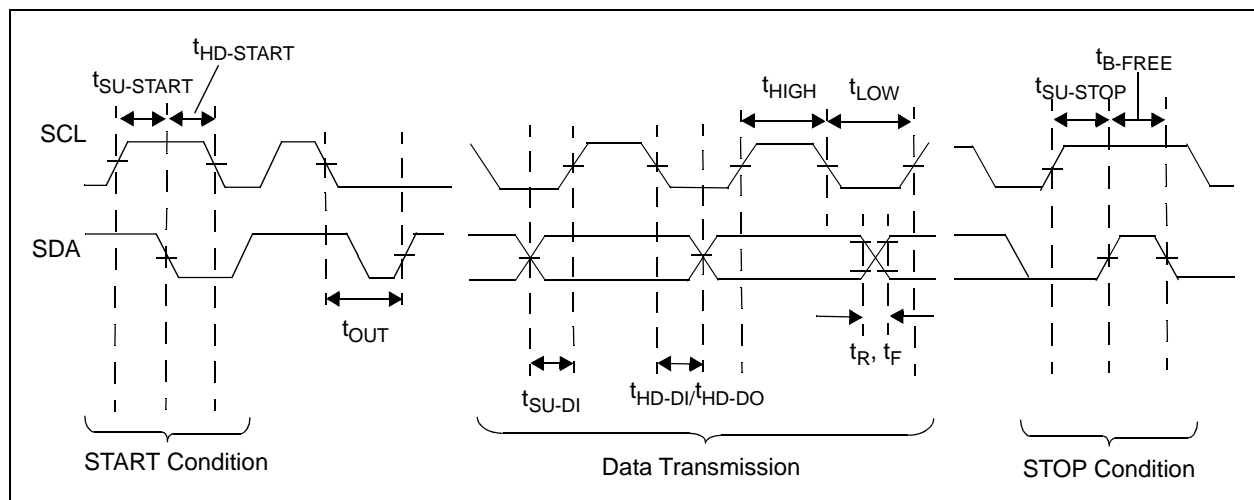 tHD-START
tSU-START
tB-FREE
tHIGH
tLOW
tSU-STOP
SCL
SDA
tOUT
tR, tF
tSU-DI
tHD-DI/tHD-DO
START Condition
Data Transmission
STOP Condition